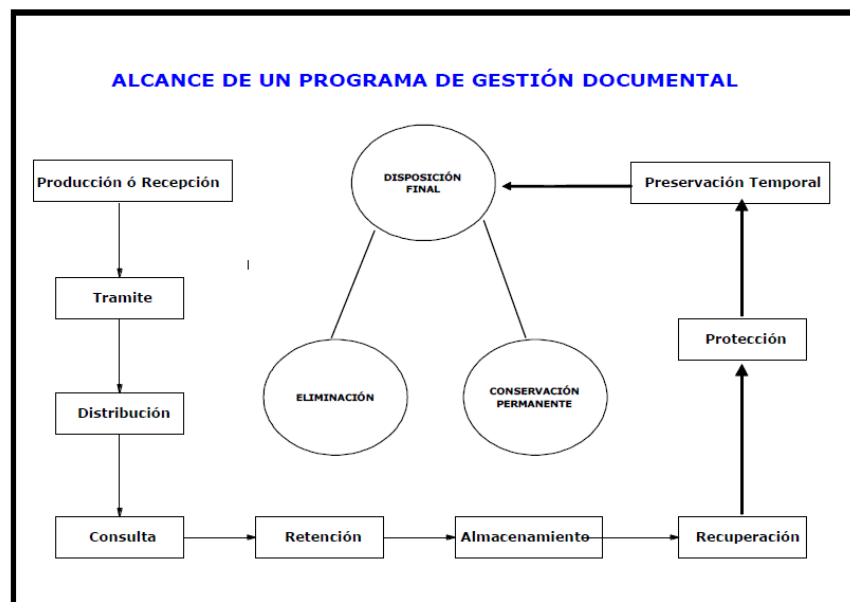 ALCANCE DE UN PROGRAMA DE GESTIÓN DOCUMENTAL
Producción ó Recepción
Tramite
Distribución
Consulta
Retención
Almacenamiento
Recuperación
Protección
Preservación Temporal
DISPOSICIÓN
FINAL
ELIMINACIÓN
CONSERVACIÓN
PERMANENTE